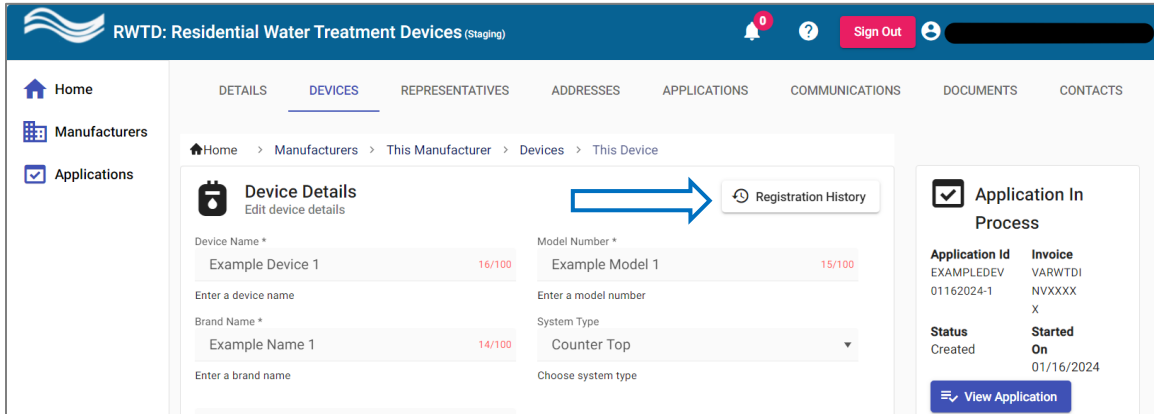 RWTD: Residential Water Treatment Devices (Staging)
0
?
Sign Out
Home
Manufacturers
Applications
DETAILS
DEVICES
REPRESENTATIVES
ADDRESSES
APPLICATIONS
COMMUNICATIONS
DOCUMENTS
CONTACTS
Home > Manufacturers > This Manufacturer > Devices > This Device
Device Details
Edit device details
Registration History
Device Name *
Example Device 1 16/100
Enter a device name
Model Number *
Example Model 1 15/100
Enter a model number
Brand Name *
Example Name 1 14/100
Enter a brand name
System Type
Counter Top
Choose system type
Application In
Process
Application Id
EXAMPLEDEV
01162024-1
Invoice
VARWTDI
NVXXXX
X
Status
Created
Started
On
01/16/2024
View Application